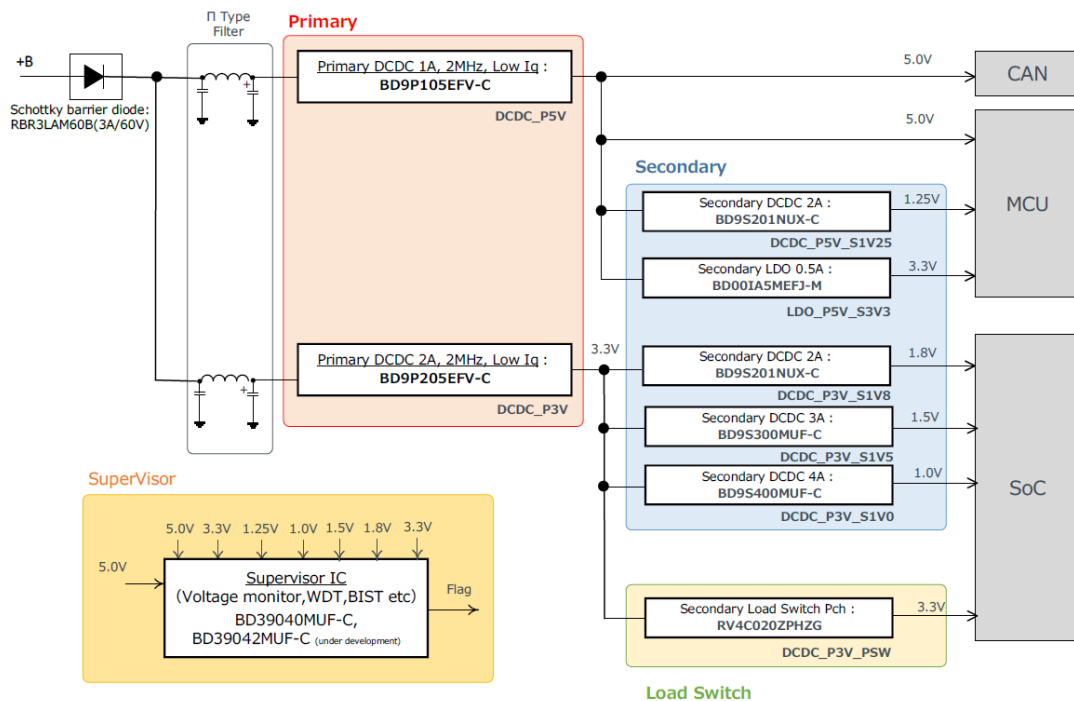 Π Type
Filter
Primary
+B
Schottky barrier diode:
RBR3LAM60B(3A/60V)
+
Primary DCDC 1A, 2MHz, Low Iq :
BD9P105EFV-C
DCDC_P5V
5.0V
CAN
5.0V
MCU
Secondary
Secondary DCDC 2A :
BD9S201NUX-C
1.25V
DCDC_P5V_S1V25
Secondary LDO 0.5A :
BD00IA5MEFJ-M
3.3V
LDO_P5V_S3V3
+
Primary DCDC 2A, 2MHz, Low Iq :
BD9P205EFV-C
DCDC_P3V
3.3V
Secondary DCDC 2A :
BD9S201NUX-C
1.8V
DCDC_P3V_S1V8
Secondary DCDC 3A :
BD9S300MUF-C
1.5V
DCDC_P3V_S1V5
Secondary DCDC 4A :
BD9S400MUF-C
1.0V
DCDC_P3V_S1V0
SoC
SuperVisor
5.0V 3.3V 1.25V 1.0V 1.5V 1.8V 3.3V
5.0V
Supervisor IC
(Voltage monitor,WDT,BIST etc)
BD39040MUF-C,
BD39042MUF-C (under development)
Flag
Secondary Load Switch Pch :
RV4C020ZPHZG
3.3V
DCDC_P3V_PSW
Load Switch